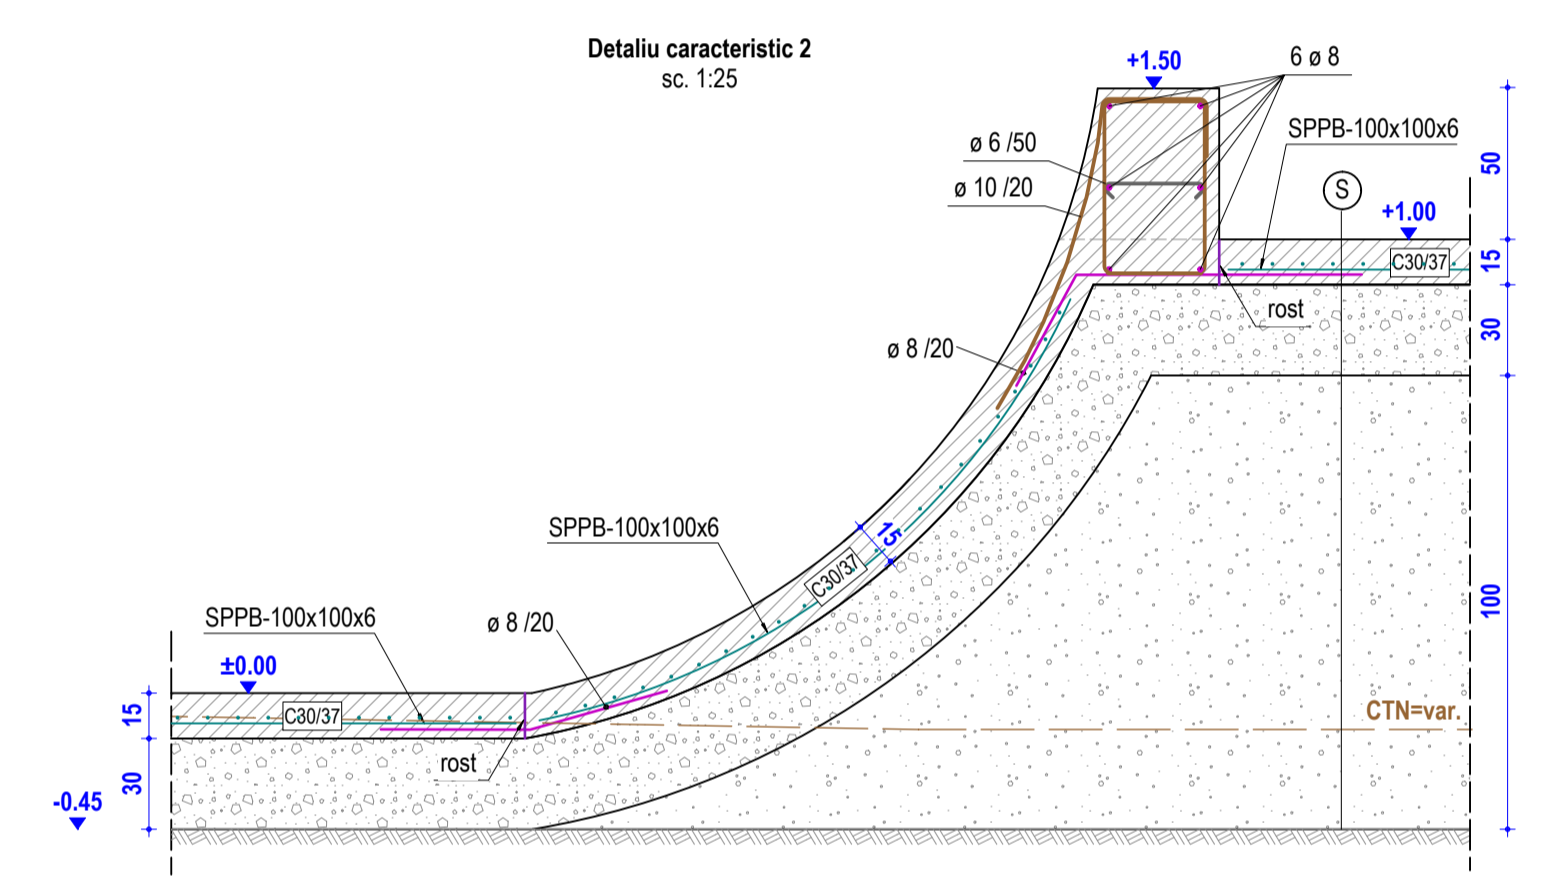 Detaliu caracteristic 2
sc. 1:25
+1.50
6 ø 8
SPPB-100x100x6
ø 6 /50
ø 10 /20
S
50
+1.00
C30/37
15
rost
30
ø 8 /20
SPPB-100x100x6
15
C30/37
100
SPPB-100x100x6
ø 8 /20
±0.00
C30/37
15
CTN=var.
rost
30
-0.45